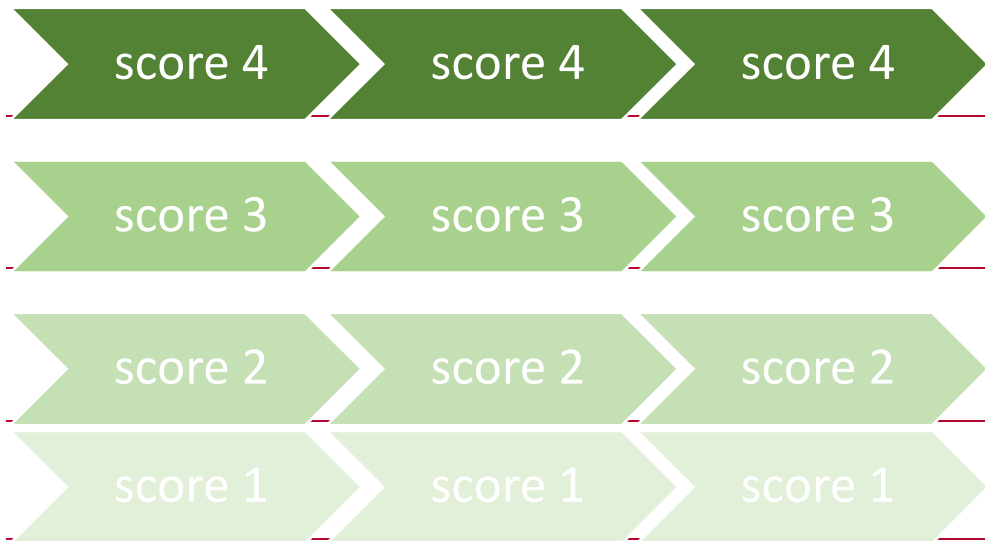 score 4 score 4 score 4
score 3 score 3 score 3
score 2 score 2 score 2
score 1 score 1 score 1